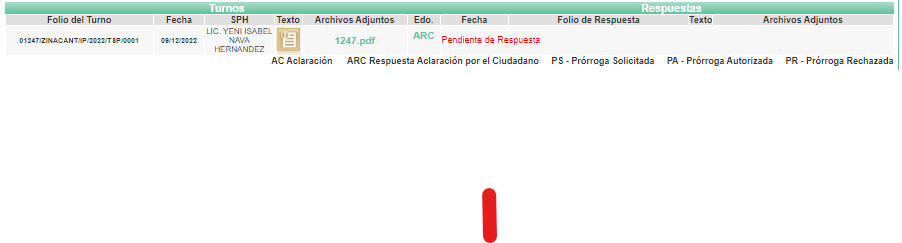 Turnos Respuestas
Folio del Turno Fecha SPH Texto Archivos Adjuntos Edo. Fecha Folio de Respuesta Texto Archivos Adjuntos
01247/ZINACANT/IP/2022/TSP/0001 09/12/2022 LIC. YENI ISABEL NAVA HERNANDEZ 1247.pdf ARC Pendiente de Respuesta
AC Aclaración ARC Respuesta Aclaración por el Ciudadano PS - Prórroga Solicitada PA - Prórroga Autorizada PR - Prórroga Rechazada